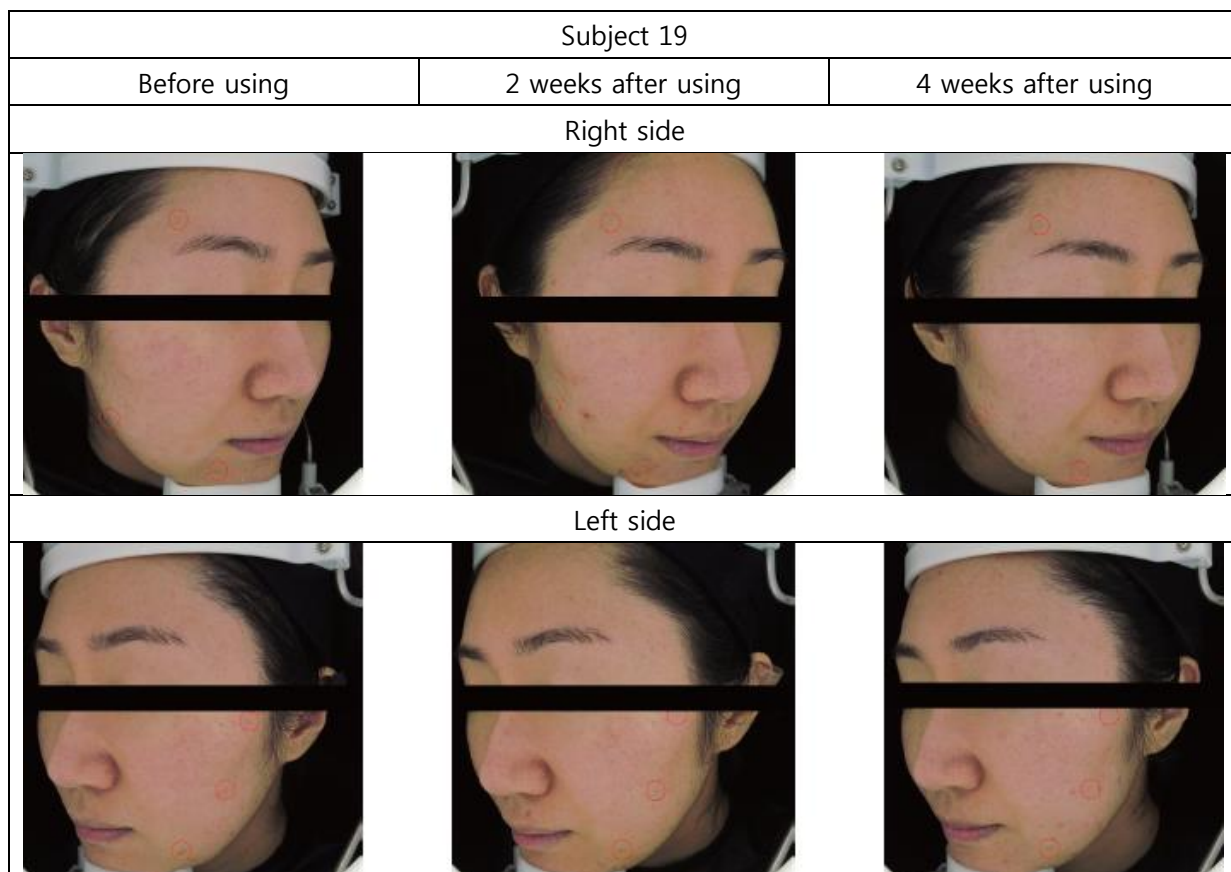 Subject 19
Before using 2 weeks after using 4 weeks after using
Right side
Left side